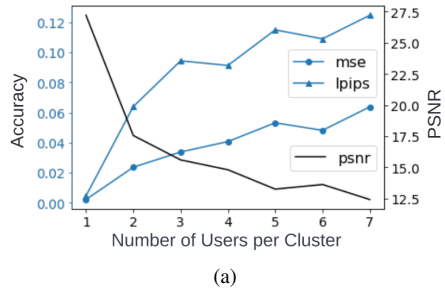 0.12
0.10
0.08
0.06
0.04
0.02
0.00
Accuracy
27.5
25.0
22.5
20.0
17.5
15.0
12.5
PSNR
mse
lpips
psnr
1 2 3 4 5 6 7
Number of Users per Cluster
(a)